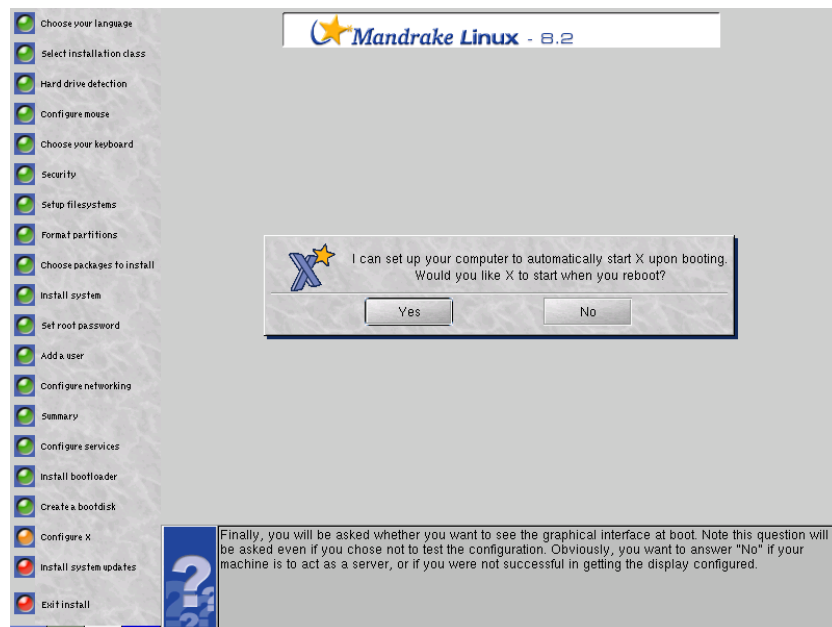 Choose your language
Select installation class
Hard drive detection
Configure mouse
Choose your keyboard
Security
Setup filesystems
Format partitions
Choose packages to install
Install system
Set root password
Add a user
Configure networking
Summary
Configure services
Install bootloader
Create a bootdisk
Configure X
Install system updates
Exit install
Mandrake Linux - 8.2
I can set up your computer to automatically start X upon booting.
Would you like X to start when you reboot?
Yes
No
Finally, you will be asked whether you want to see the graphical interface at boot. Note this question will
be asked even if you chose not to test the configuration. Obviously, you want to answer "No" if your
machine is to act as a server, or if you were not successful in getting the display configured.